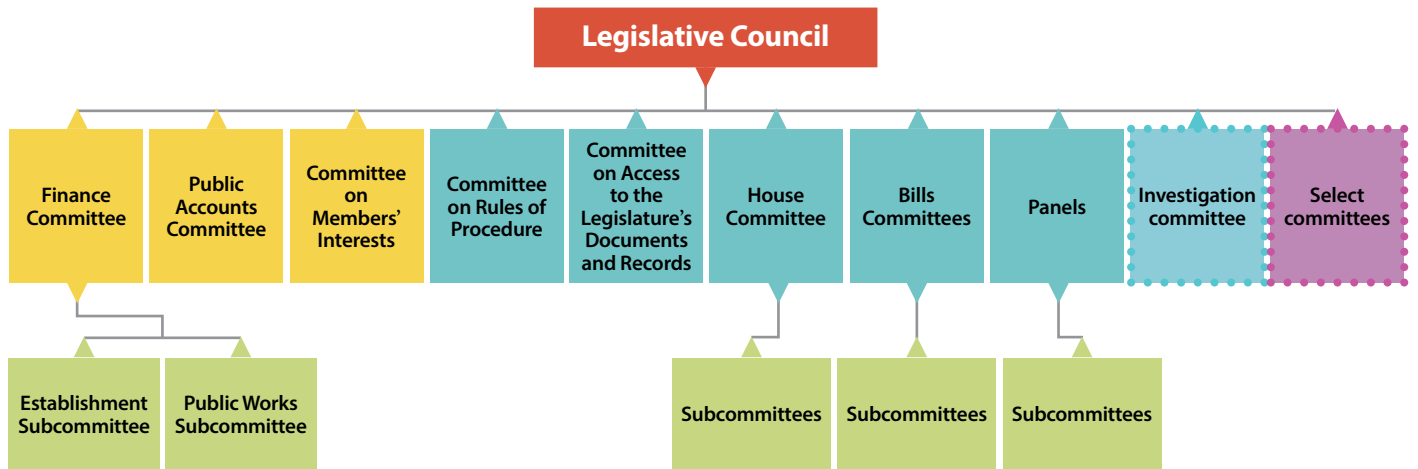 Legislative Council
Finance
Committee
Public
Accounts
Committee
Committee
on
Members’
Interests
Committee
on Rules of
Procedure
Committee
on Access
to the
Legislature’s
Documents
and Records
House
Committee
Bills
Committees
Panels
Investigation
committee
Select
committees
Establishment
Subcommittee
Public Works
Subcommittee
Subcommittees
Subcommittees
Subcommittees